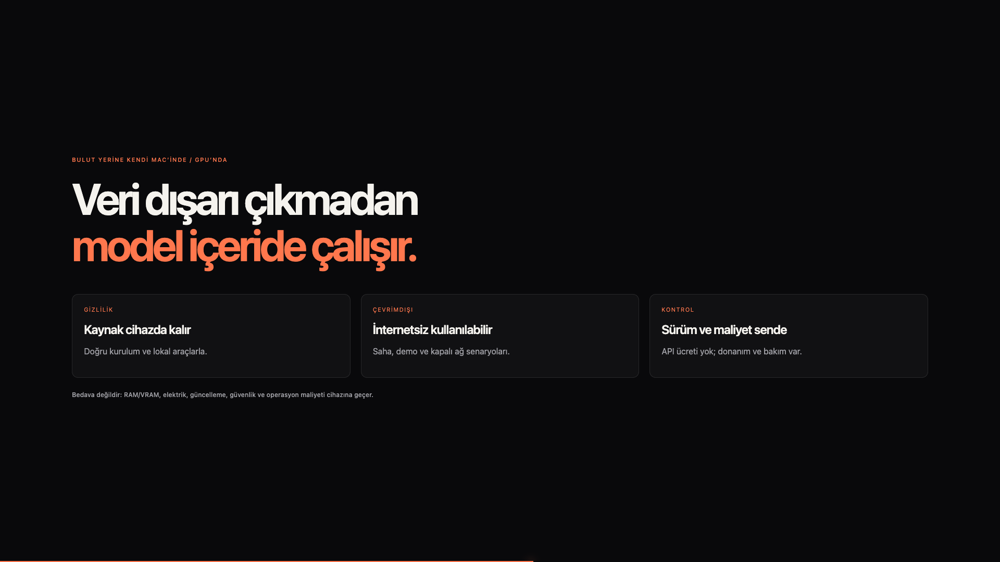 BULUT YERİNE KENDİ MAC'İNDE / GPU'NDA
Veri dışarı çıkmadan
model içeride çalışır.
GİZLİLİK
Kaynak cihazda kalır
Doğru kurulum ve lokal araçlarla.
ÇEVRİMDIŞI
İnternetsiz kullanılabilir
Saha, demo ve kapalı ağ senaryoları.
KONTROL
Sürüm ve maliyet sende
API ücreti yok; donanım ve bakım var.
Bedava değildir: RAM/VRAM, elektrik, güncelleme, güvenlik ve operasyon maliyeti cihazına geçer.